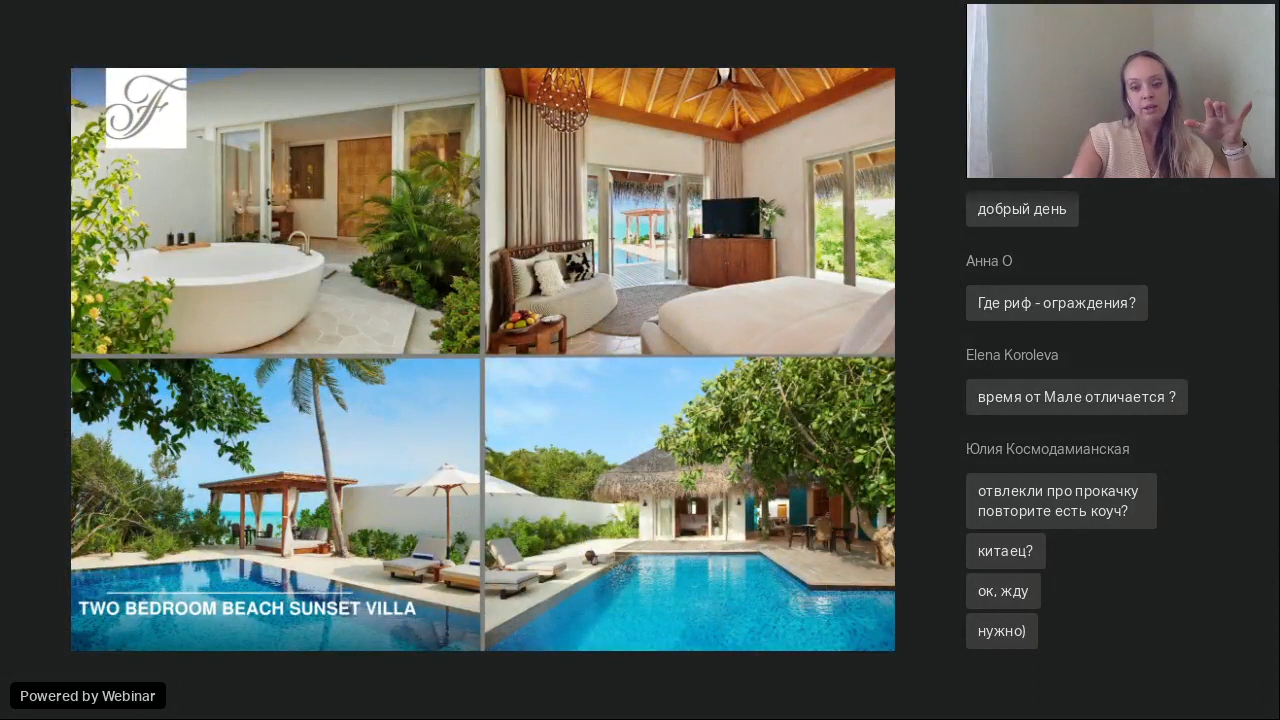 TWO BEDROOM BEACH SUNSET VILLA
добрый день
Анна О
Где риф - ограждения?
Elena Koroleva
время от Мале отличается ?
Юлия Космодамианская
отвлекли про прокачку
повторите есть коуч?
китаец?
ок, жду
нужно)
Powered by Webinar